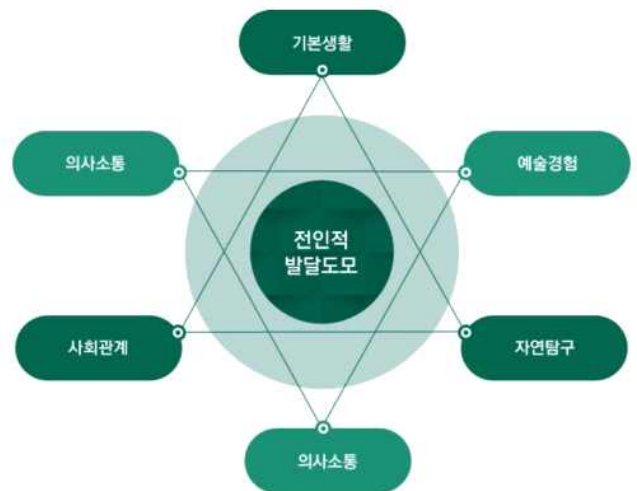 기본생활
의사소통
예술경험
전인적
발달도모
사회관계
자연탐구
의사소통